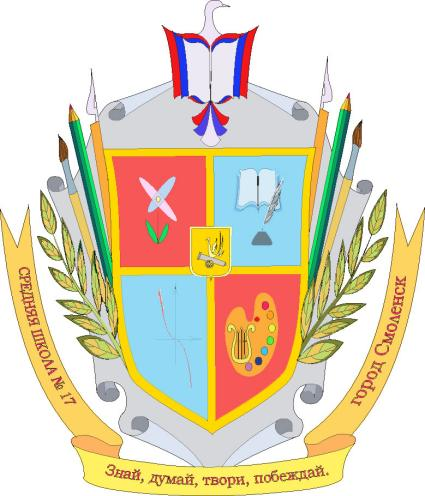 СРЕДНЯЯ ШКОЛА № 17
город Смоленск
Знай, думай, твори, побеждай.